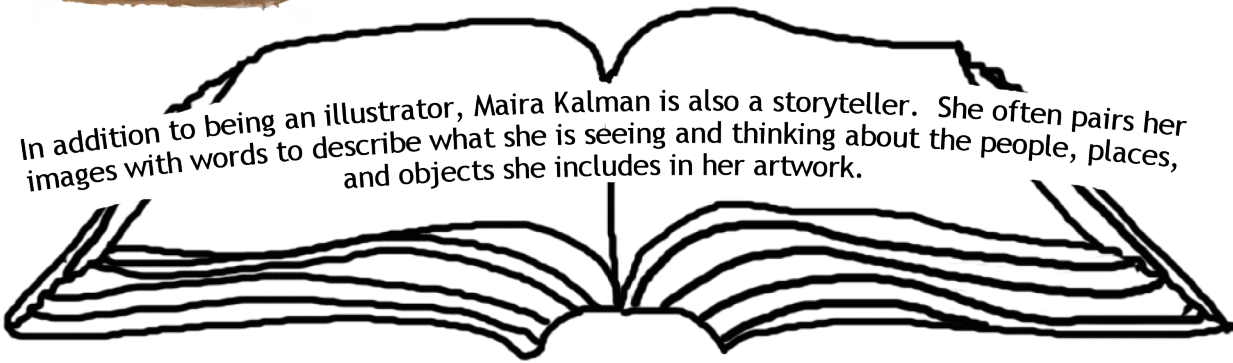 In addition to being an illustrator, Maira Kalman is also a storyteller.  She often pairs her
images with words to describe what she is seeing and thinking about the people, places,
and objects she includes in her artwork.